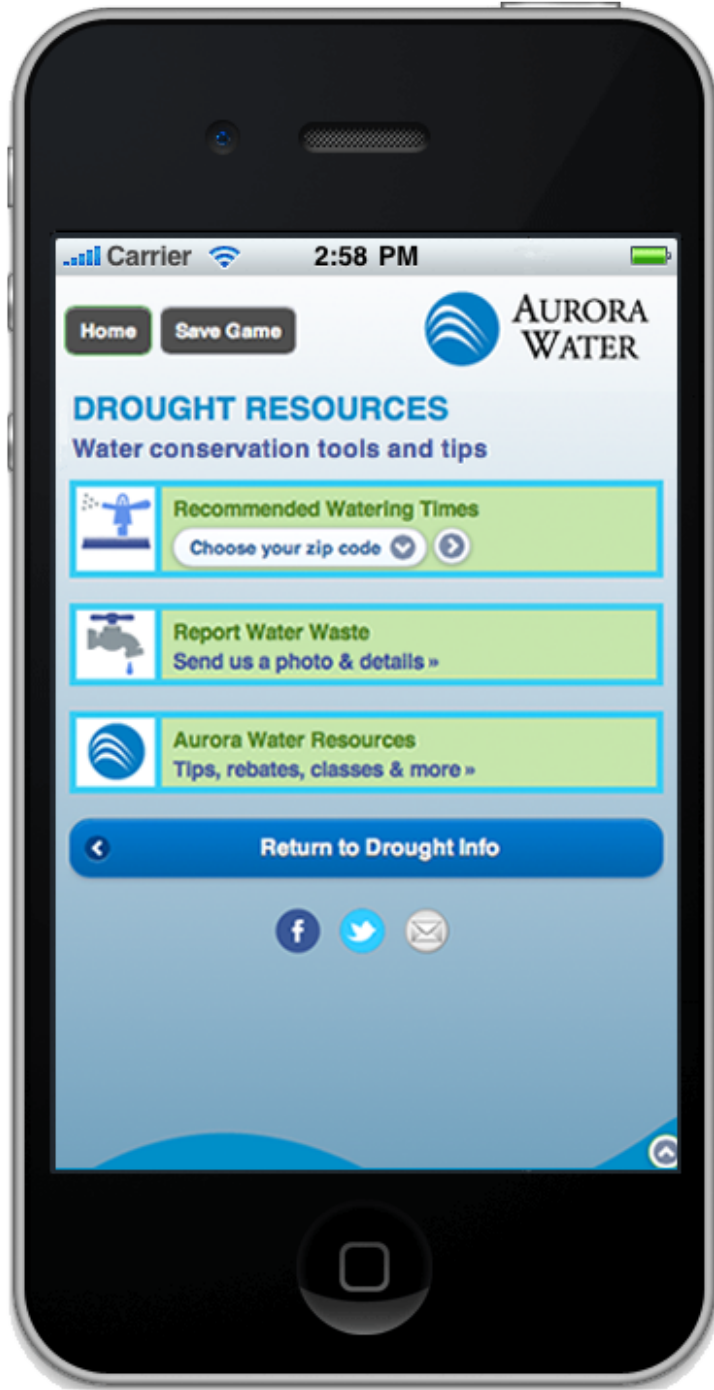 Carrier 2:58 PM
Home Save Game
AURORA
WATER
DROUGHT RESOURCES
Water conservation tools and tips
Recommended Watering Times
Choose your zip code
Report Water Waste
Send us a photo & details »
Aurora Water Resources
Tips, rebates, classes & more »
Return to Drought Info
f